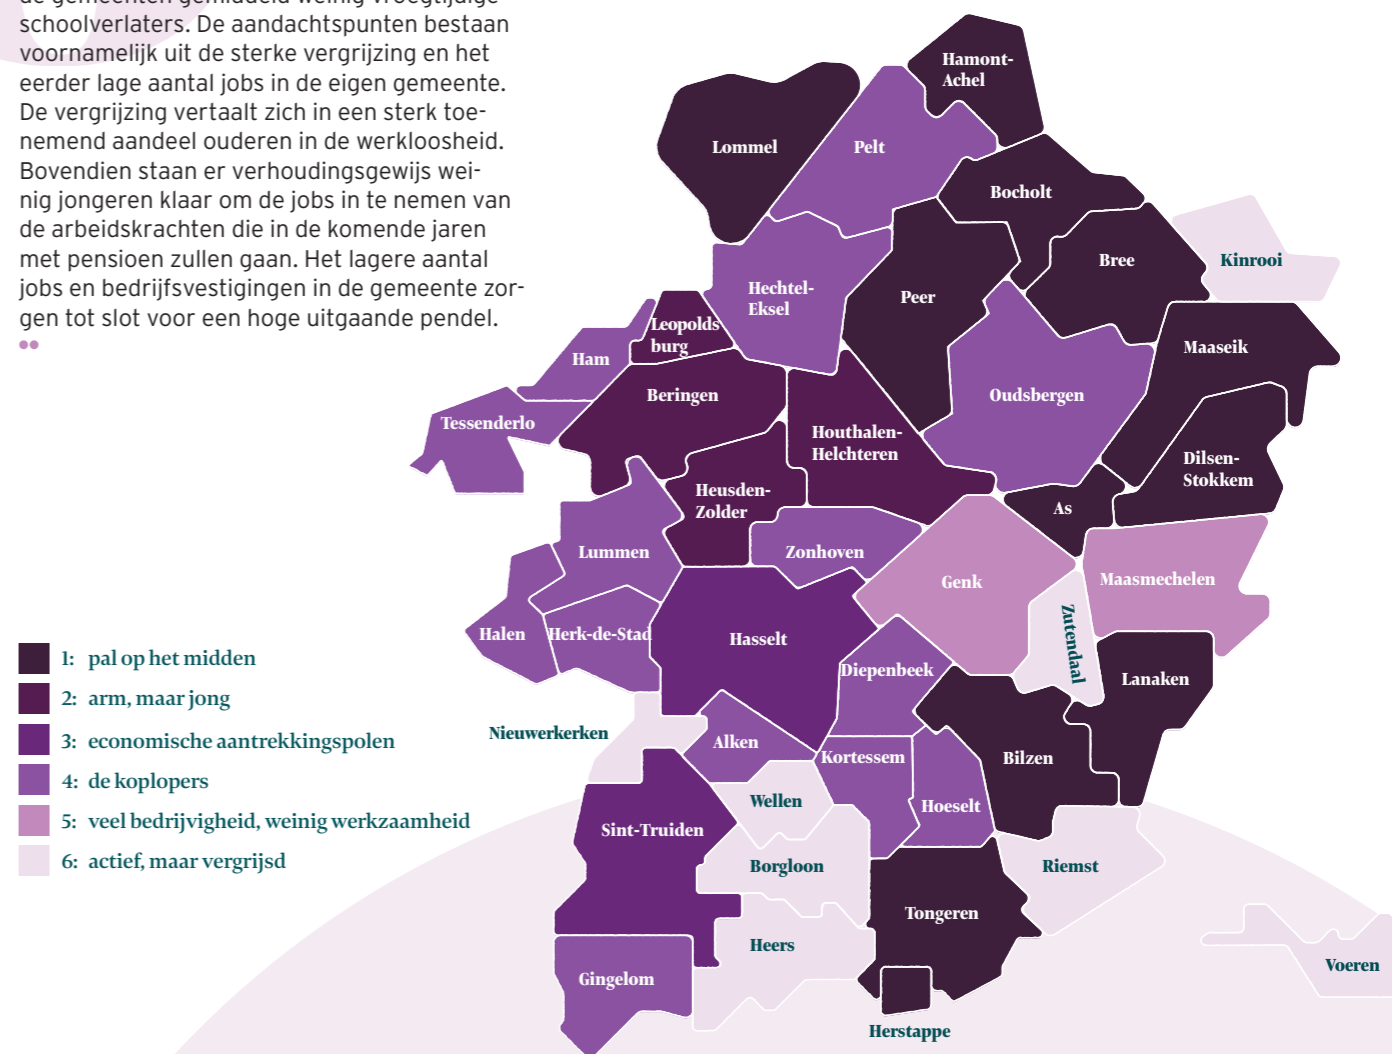 de gemeenten gemiddeld weinig vroegtijdige
schoolverlaters. De aandachtspunten bestaan
voornamelijk uit de sterke vergrijzing en het
eerder lage aantal jobs in de eigen gemeente.
De vergrijzing vertaalt zich in een sterk toe-
nemend aandeel ouderen in de werkloosheid.
Bovendien staan er verhoudingsgewijs wei-
nig jongeren klaar om de jobs in te nemen van
de arbeidskrachten die in de komende jaren
met pensioen zullen gaan. Het lagere aantal
jobs en bedrijfsvestigingen in de gemeente zor-
gen tot slot voor een hoge uitgaande pendel.
Hamont-
Achel
Lommel
Pelt
Bocholt
Bree
Kinrooi
Hechtel-
Eksel
Peer
Leopolds
burg
Ham
Maaseik
Beringen
Oudsbergen
Tessenderlo
Houthalen-
Helchteren
Dilsen-
Stokkem
Heusden-
Zolder
As
Lummen
Zonhoven
Genk
Maasmechelen
Zutendaal
Halen
Herk-de-Stad
Hasselt
Diepenbeek
Lanaken
Nieuwerkerken
Alken
Kortessem
Bilzen
Wellen
Hoeselt
Sint-Truiden
Borgloon
Riemst
Tongeren
Heers
Gingelom
Voeren
Herstappe
1: pal op het midden
2: arm, maar jong
3: economische aantrekkingspolen
4: de koplopers
5: veel bedrijvigheid, weinig werkzaamheid
6: actief, maar vergrijsd